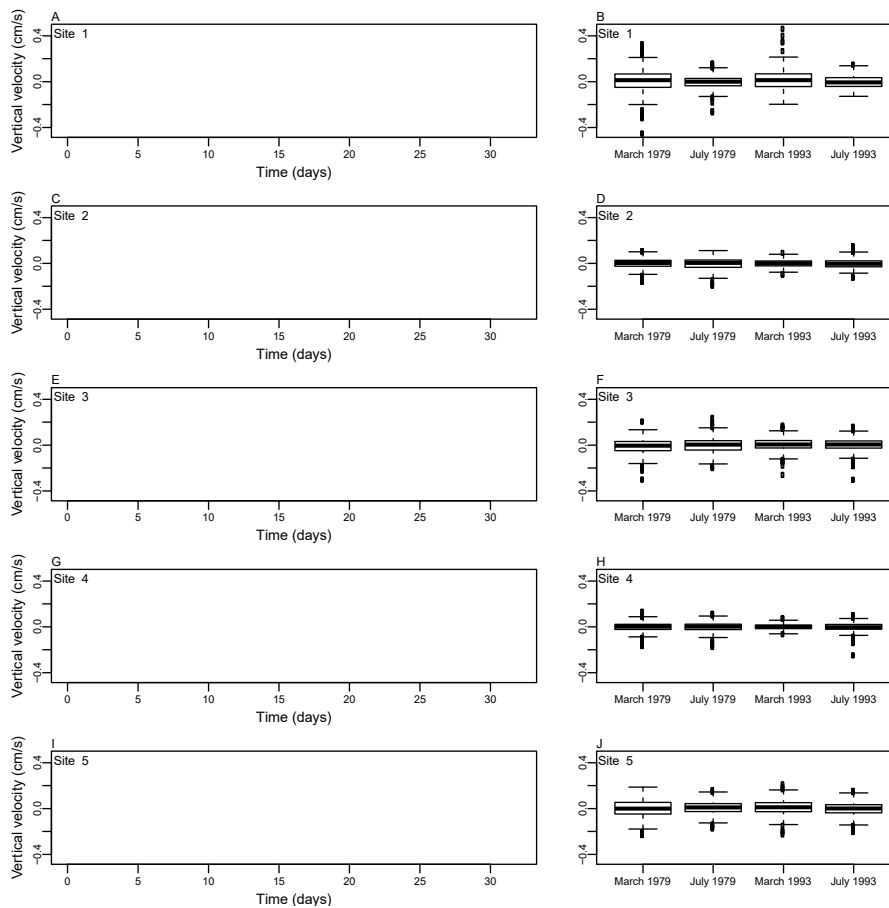 A
B
Site 1
Site 1
Vertical velocity (cm/s)
0.4
0.0
−0.4
0.4
0.0
−0.4
0 5 10 15 20 25 30
March 1979 July 1979 March 1993 July 1993
Time (days)
C
D
Site 2
Site 2
Vertical velocity (cm/s)
0.4
0.0
−0.4
0.4
0.0
−0.4
0 5 10 15 20 25 30
March 1979 July 1979 March 1993 July 1993
Time (days)
E
F
Site 3
Site 3
Vertical velocity (cm/s)
0.4
0.0
−0.4
0.4
0.0
−0.4
0 5 10 15 20 25 30
March 1979 July 1979 March 1993 July 1993
Time (days)
G
H
Site 4
Site 4
Vertical velocity (cm/s)
0.4
0.0
−0.4
0.4
0.0
−0.4
0 5 10 15 20 25 30
March 1979 July 1979 March 1993 July 1993
Time (days)
I
J
Site 5
Site 5
Vertical velocity (cm/s)
0.4
0.0
−0.4
0.4
0.0
−0.4
0 5 10 15 20 25 30
March 1979 July 1979 March 1993 July 1993
Time (days)